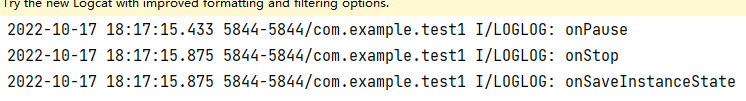 Try the new Logcat with improved formatting and filtering options.
2022-10-17 18:17:15.433 5844-5844/com.example.test1 I/LOGLOG: onPause
2022-10-17 18:17:15.875 5844-5844/com.example.test1 I/LOGLOG: onStop
2022-10-17 18:17:15.875 5844-5844/com.example.test1 I/LOGLOG: onSaveInstanceState